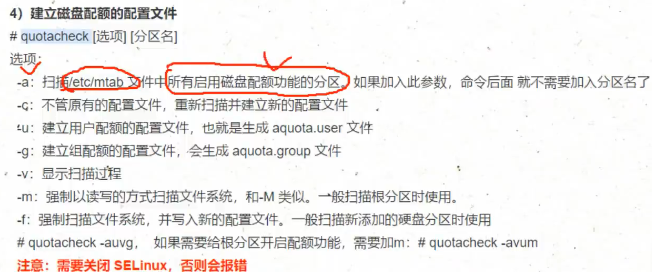 4）建立磁盘配额的配置文件
# quotacheck [选项] [分区名]
选项：
-a：扫描/etc/mtab 文件中所有启用磁盘配额功能的分区。如果加入此参数，命令后面 就不需要加入分区名了
-c：不管原有的配置文件，重新扫描并建立新的配置文件
-u：建立用户配额的配置文件，也就是生成 aquota.user 文件
-g：建立组配额的配置文件，会生成 aquota.group 文件
-v：显示扫描过程
-m：强制以读写的方式扫描文件系统，和-M 类似。一般扫描根分区时使用。
-f：强制扫描文件系统，并写入新的配置文件。一般扫描新添加的硬盘分区时使用
# quotacheck -auvg， 如果需要给根分区开启配额功能，需要加m：# quotacheck -avum
注意：需要关闭 SELinux，否则会报错